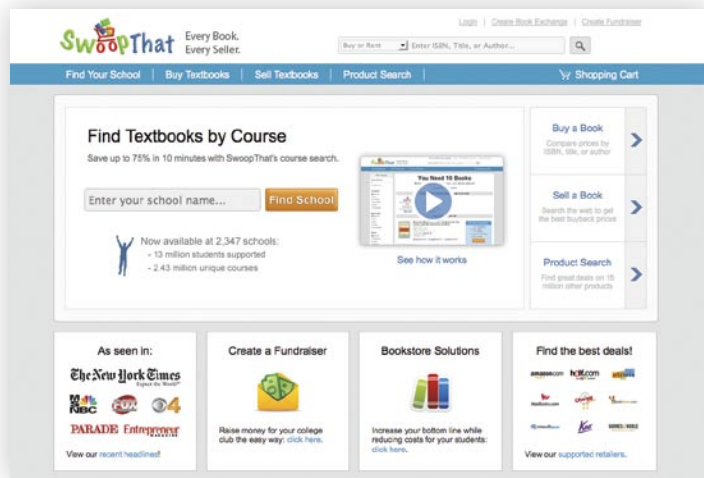 Login | Create Book Exchange | Create Fundraiser
SwoopThat
Every Book.
Every Seller.
Buy or Rent
Enter ISBN, Title, or Author...
Find Your School | Buy Textbooks | Sell Textbooks | Product Search |
Shopping Cart
Find Textbooks by Course
Save up to 75% in 10 minutes with SwoopThat's course search.
Enter your school name...
Find School
Now available at 2,347 schools:
- 13 million students supported
- 2.43 million unique courses
You Need 10 Books
See how it works
Buy a Book
Compare prices by
ISBN, title, or author
Sell a Book
Search the web to get
the best buyback prices
Product Search
Find great deals on 15
million other products
As seen in:
The New York Times
Expect the World
MSNBC
FOX
4
PARADE Entrepreneur
MAGAZINE
View our recent headlines!
Create a Fundraiser
Raise money for your college
club the easy way: click here.
Bookstore Solutions
Increase your bottom line while
reducing costs for your students:
click here.
Find the best deals!
amazon.com
half.com
BARNES&NOBLE
View our supported retailers.